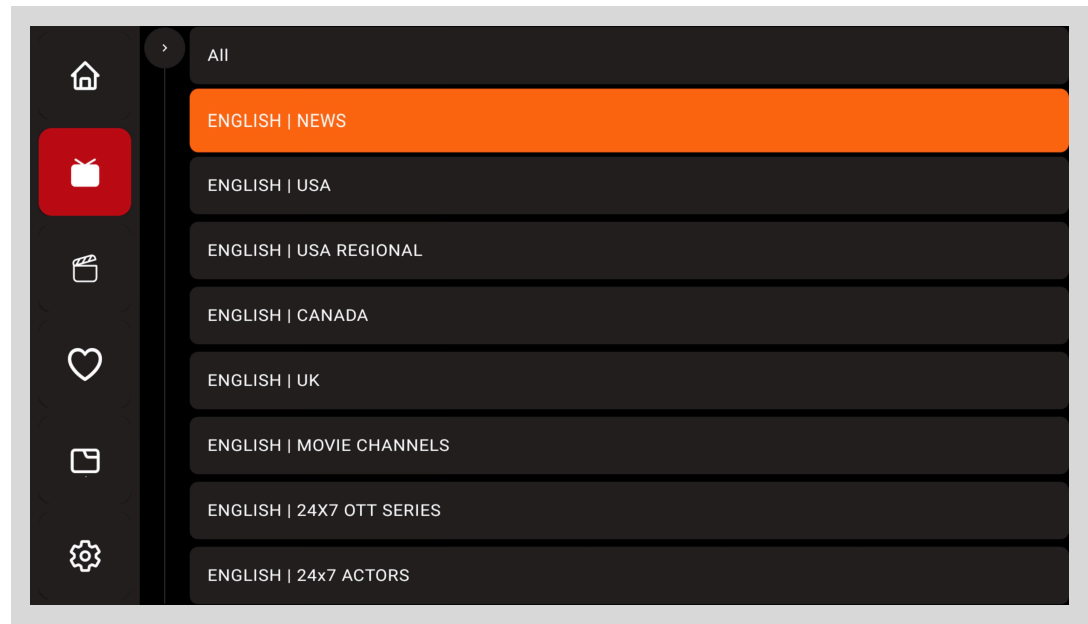 All
ENGLISH | NEWS
ENGLISH | USA
ENGLISH | USA REGIONAL
ENGLISH | CANADA
ENGLISH | UK
ENGLISH | MOVIE CHANNELS
ENGLISH | 24X7 OTT SERIES
ENGLISH | 24x7 ACTORS